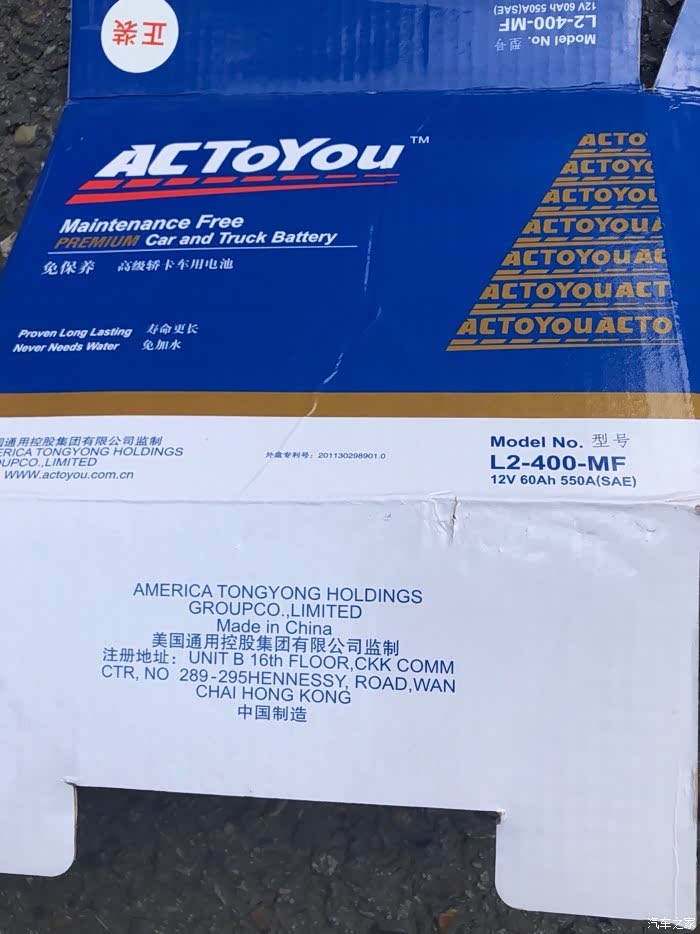 正装
12V 60Ah 550A(SAE)
L2-400-MF
Model No. 型号
ACTOYOU™
Maintenance Free
PREMIUM Car and Truck Battery
免保养 高级轿卡车用电池
Proven Long Lasting 寿命更长
Never Needs Water 免加水
ACTO
ACTOYO
ACTOYOU
ACTOYOUA
ACTOYOUAC
ACTOYOUACT
ACTOYOUACTO
国通用控股集团有限公司监制
ERICA TONGYONG HOLDINGS
OUPCO.,LIMITED
WWW.actoyou.com.cn
外盒专利号：201130298901.0
Model No. 型号
L2-400-MF
12V 60Ah 550A(SAE)
AMERICA TONGYONG HOLDINGS
GROUPCO.,LIMITED
Made in China
美国通用控股集团有限公司监制
注册地址：UNIT B 16th FLOOR,CKK COMM
CTR, NO 289-295HENNESSY, ROAD,WAN
CHAI HONG KONG
中国制造
汽车之家